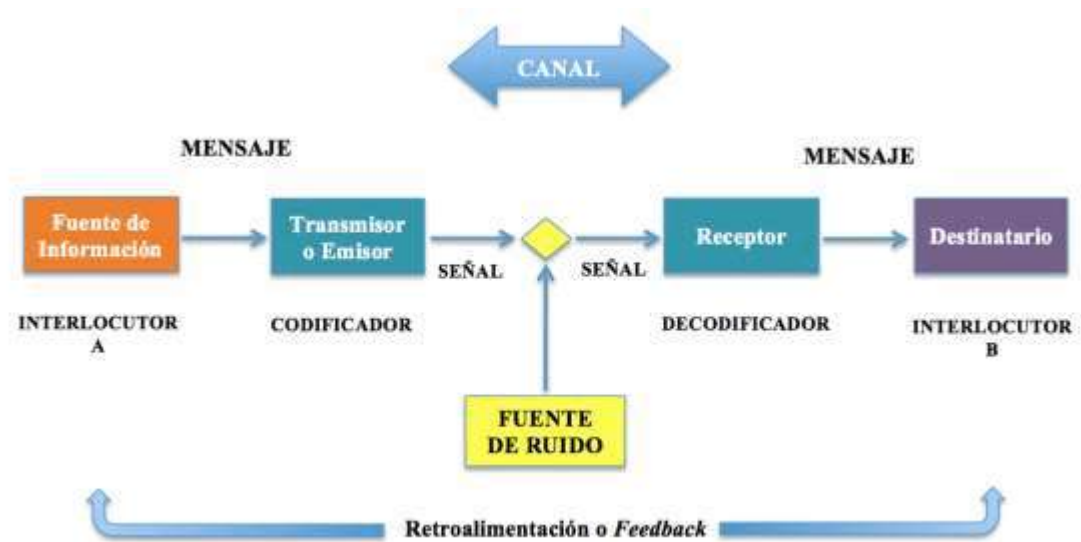 CANAL
MENSAJE
MENSAJE
Fuente de
Información
Transmisor
o Emisor
SEÑAL
SEÑAL
Receptor
Destinatario
INTERLOCUTOR
A
CODIFICADOR
DECODIFICADOR
INTERLOCUTOR
B
FUENTE
DE RUIDO
Retroalimentación o Feedback